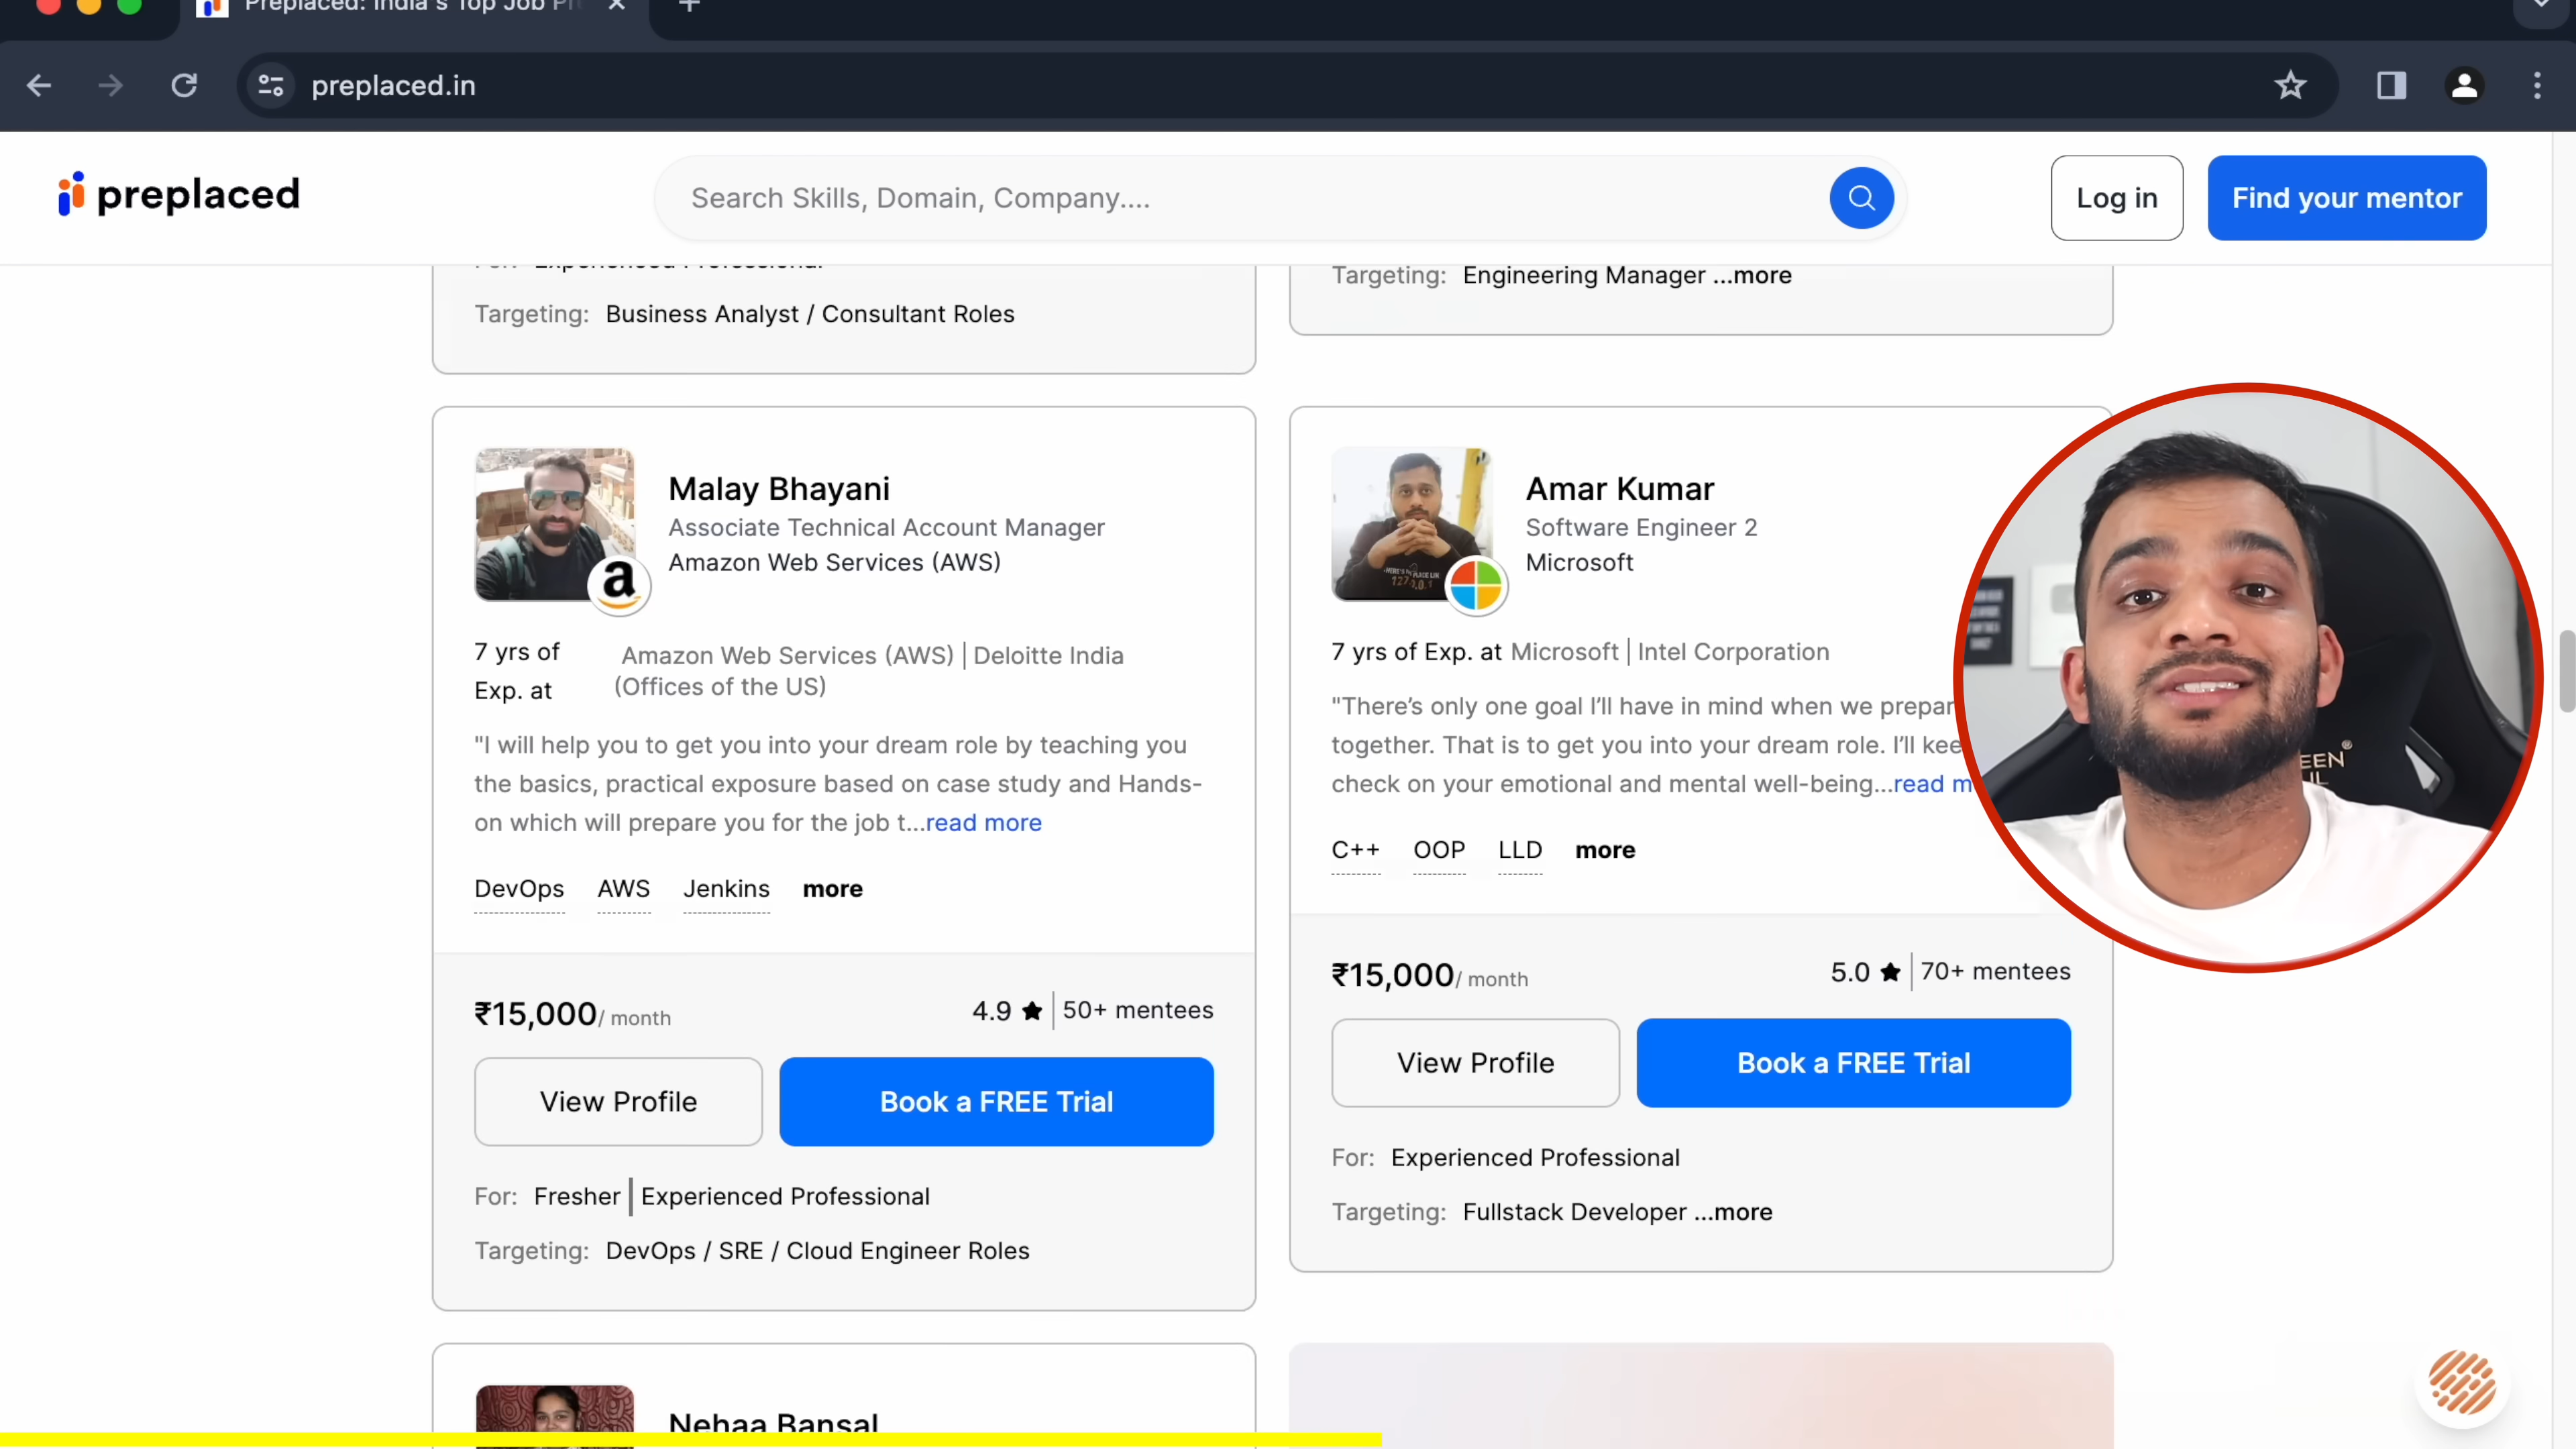 Preplaced: India's Top Job Pr
preplaced.in
preplaced
Search Skills, Domain, Company....
Log in
Find your mentor
For: Experienced Professional
Targeting: Business Analyst / Consultant Roles
Targeting: Engineering Manager ...more
Malay Bhayani
Associate Technical Account Manager
Amazon Web Services (AWS)
7 yrs of Exp. at
Amazon Web Services (AWS) | Deloitte India
(Offices of the US)
"I will help you to get you into your dream role by teaching you
the basics, practical exposure based on case study and Hands-
on which will prepare you for the job t...read more
DevOps AWS Jenkins more
₹15,000/ month
4.9 ★ | 50+ mentees
View Profile
Book a FREE Trial
For: Fresher | Experienced Professional
Targeting: DevOps / SRE / Cloud Engineer Roles
Amar Kumar
Software Engineer 2
Microsoft
7 yrs of Exp. at Microsoft | Intel Corporation
"There's only one goal I'll have in mind when we prepar
together. That is to get you into your dream role. I'll kee
check on your emotional and mental well-being...read m
C++ OOP LLD more
₹15,000/ month
5.0 ★ | 70+ mentees
View Profile
Book a FREE Trial
For: Experienced Professional
Targeting: Fullstack Developer ...more
Nehaa Bansal